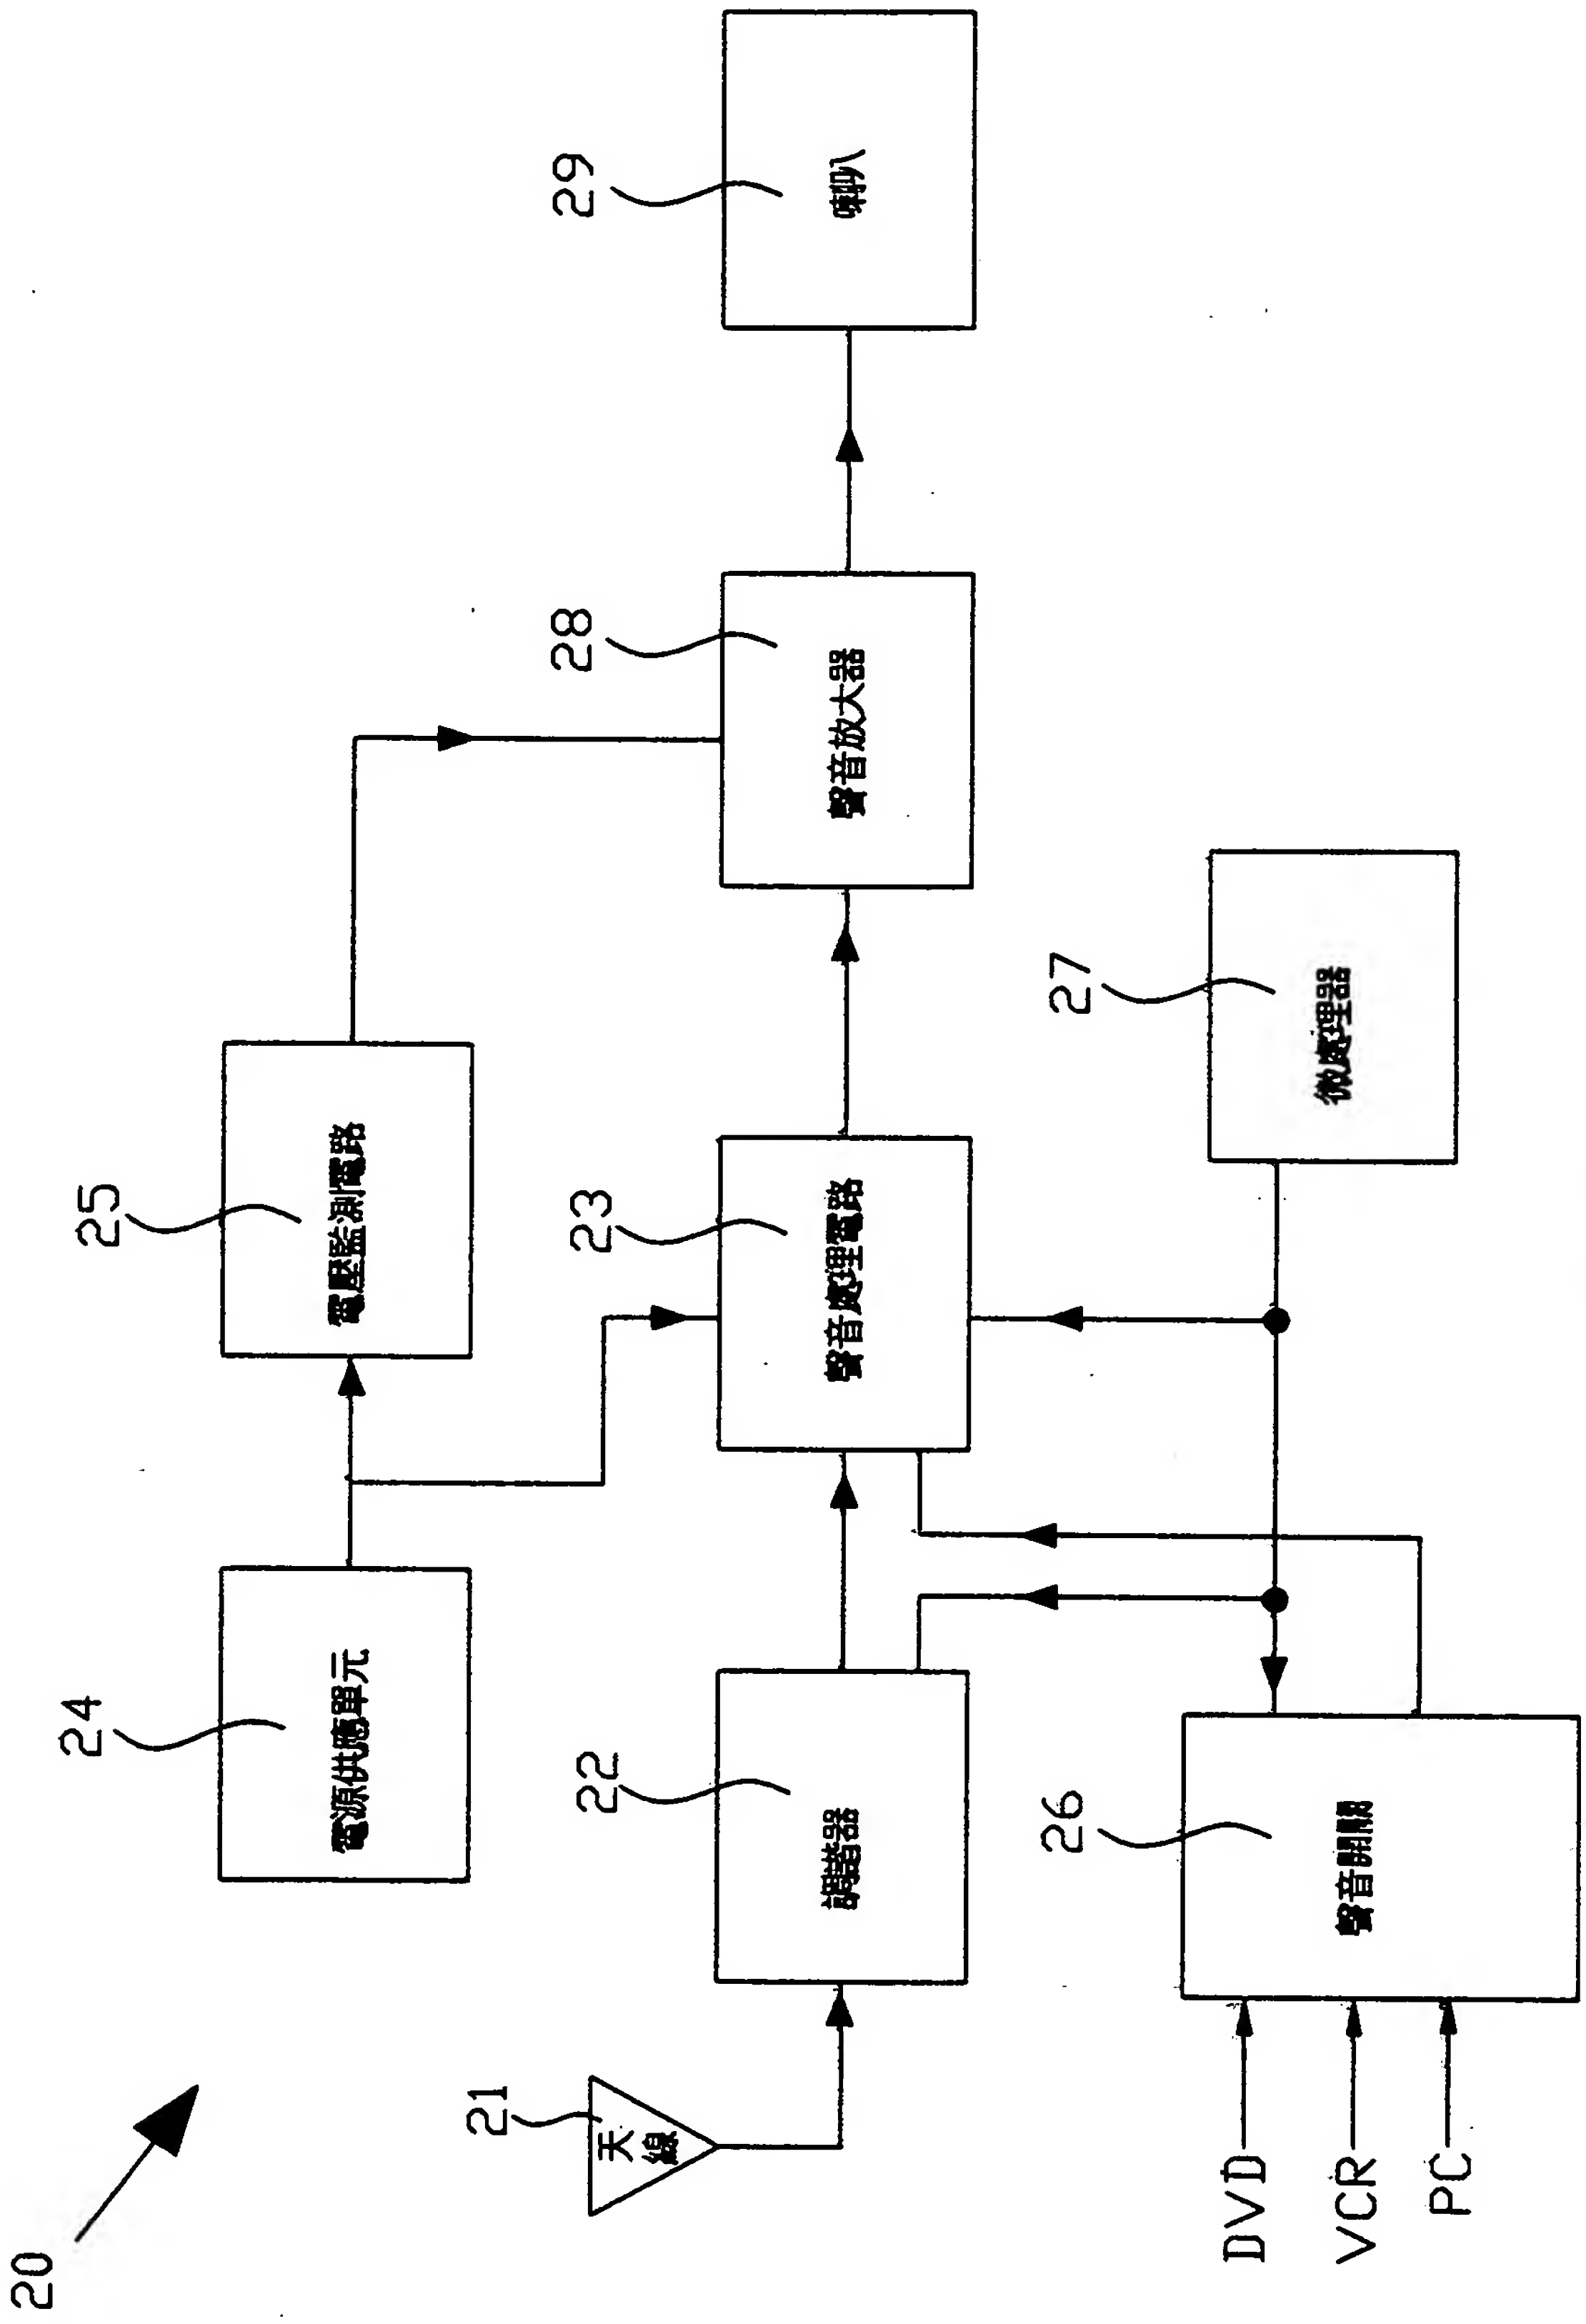 20
24
電源供應單元
25
電壓監測電路
21
天線
22
調諧器
23
聲音處理電路
28
聲音放大器
29
喇叭
26
聲音開關
27
微處理器
DVD
VCR
PC